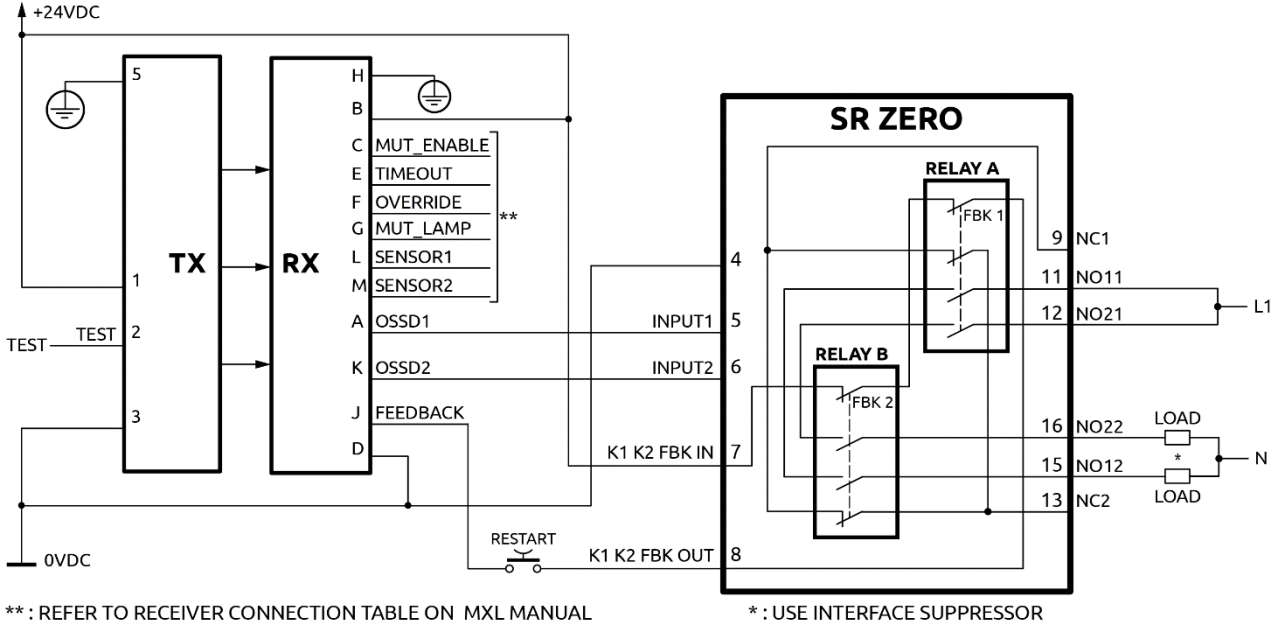 +24VDC
5
H
B
C MUT_ENABLE
E TIMEOUT
F OVERRIDE
G MUT_LAMP
L SENSOR1
M SENSOR2
**
A OSSD1
K OSSD2
J FEEDBACK
D
TX
RX
1
TEST TEST 2
3
0VDC
RESTART
SR ZERO
4
INPUT1 5
INPUT2 6
K1 K2 FBK IN 7
K1 K2 FBK OUT 8
RELAY A
FBK 1
RELAY B
FBK 2
9 NC1
11 NO11
12 NO21
L1
16 NO22
15 NO12
13 NC2
LOAD
*
LOAD
N
** : REFER TO RECEIVER CONNECTION TABLE ON MXL MANUAL
* : USE INTERFACE SUPPRESSOR